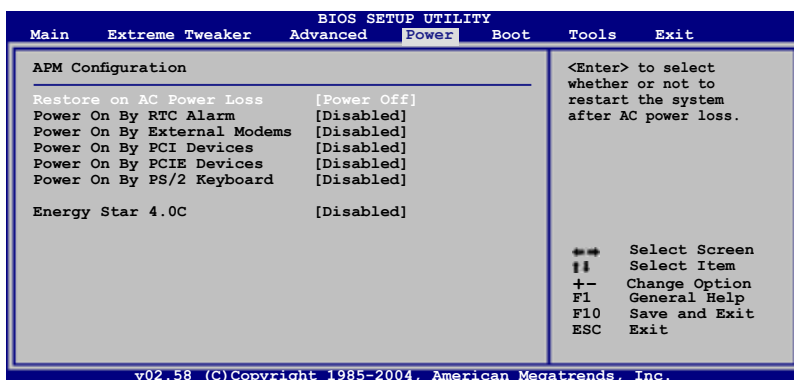 BIOS SETUP UTILITY
Main Extreme Tweaker Advanced Power Boot Tools Exit
APM Configuration
Restore on AC Power Loss [Power Off]
Power On By RTC Alarm [Disabled]
Power On By External Modems [Disabled]
Power On By PCI Devices [Disabled]
Power On By PCIE Devices [Disabled]
Power On By PS/2 Keyboard [Disabled]
Energy Star 4.0C [Disabled]
<Enter> to select
whether or not to
restart the system
after AC power loss.
←→ Select Screen
↑↓ Select Item
+- Change Option
F1 General Help
F10 Save and Exit
ESC Exit
v02.58 (C)Copyright 1985-2004, American Megatrends, Inc.